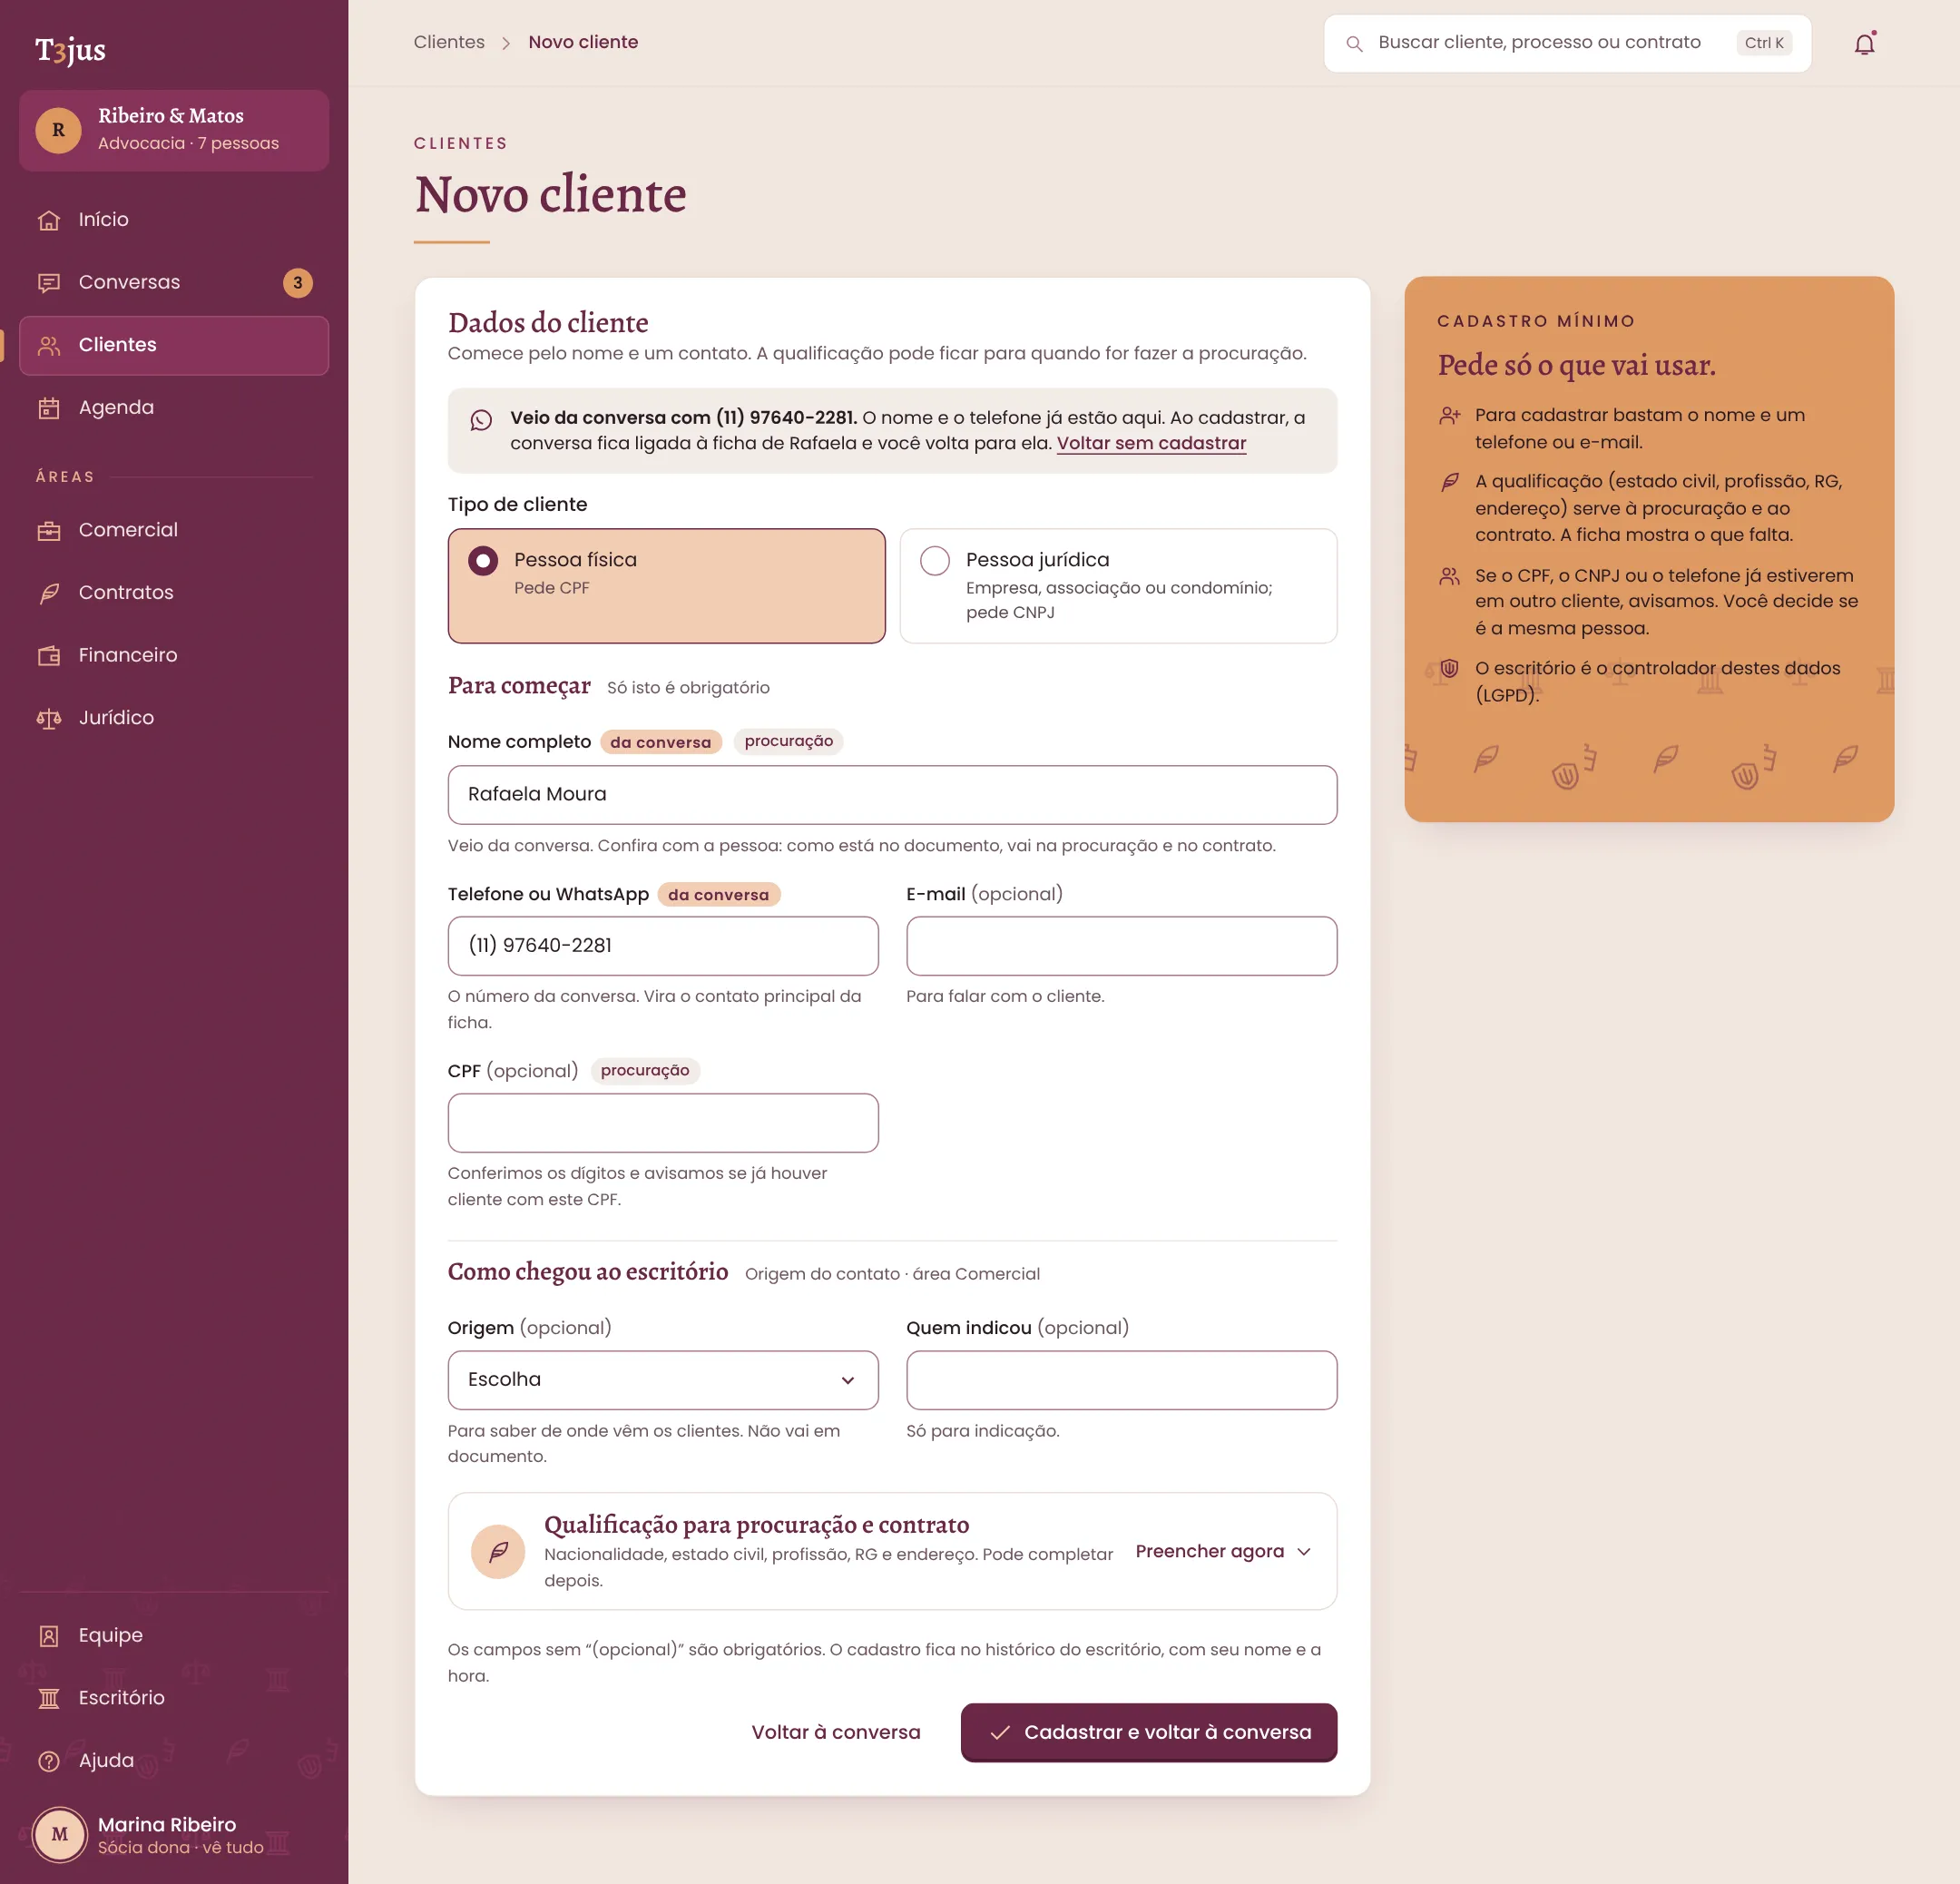 T3jus
R
Ribeiro & Matos
Advocacia · 7 pessoas
Início
Conversas
3
Clientes
Agenda
ÁREAS
Comercial
Contratos
Financeiro
Jurídico
Equipe
Escritório
Ajuda
M
Marina Ribeiro
Sócia dona · vê tudo
Clientes
Novo cliente
Buscar cliente, processo ou contrato
Ctrl K
CLIENTES
Novo cliente
Dados do cliente
Comece pelo nome e um contato. A qualificação pode ficar para quando for fazer a procuração.
Veio da conversa com (11) 97640-2281. O nome e o telefone já estão aqui. Ao cadastrar, a
conversa fica ligada à ficha de Rafaela e você volta para ela. Voltar sem cadastrar
Tipo de cliente
Pessoa física
Pede CPF
Pessoa jurídica
Empresa, associação ou condomínio;
pede CNPJ
Para começar Só isto é obrigatório
Nome completo da conversa procuração
Rafaela Moura
Veio da conversa. Confira com a pessoa: como está no documento, vai na procuração e no contrato.
Telefone ou WhatsApp da conversa
(11) 97640-2281
O número da conversa. Vira o contato principal da
ficha.
E-mail (opcional)
Para falar com o cliente.
CPF (opcional) procuração
Conferimos os dígitos e avisamos se já houver
cliente com este CPF.
Como chegou ao escritório Origem do contato · área Comercial
Origem (opcional)
Escolha
Para saber de onde vêm os clientes. Não vai em
documento.
Quem indicou (opcional)
Só para indicação.
Qualificação para procuração e contrato
Nacionalidade, estado civil, profissão, RG e endereço. Pode completar
depois.
Preencher agora
Os campos sem “(opcional)” são obrigatórios. O cadastro fica no histórico do escritório, com seu nome e a
hora.
Voltar à conversa
Cadastrar e voltar à conversa
CADASTRO MÍNIMO
Pede só o que vai usar.
Para cadastrar bastam o nome e um
telefone ou e-mail.
A qualificação (estado civil, profissão, RG,
endereço) serve à procuração e ao
contrato. A ficha mostra o que falta.
Se o CPF, o CNPJ ou o telefone já estiverem
em outro cliente, avisamos. Você decide se
é a mesma pessoa.
O escritório é o controlador destes dados
(LGPD).